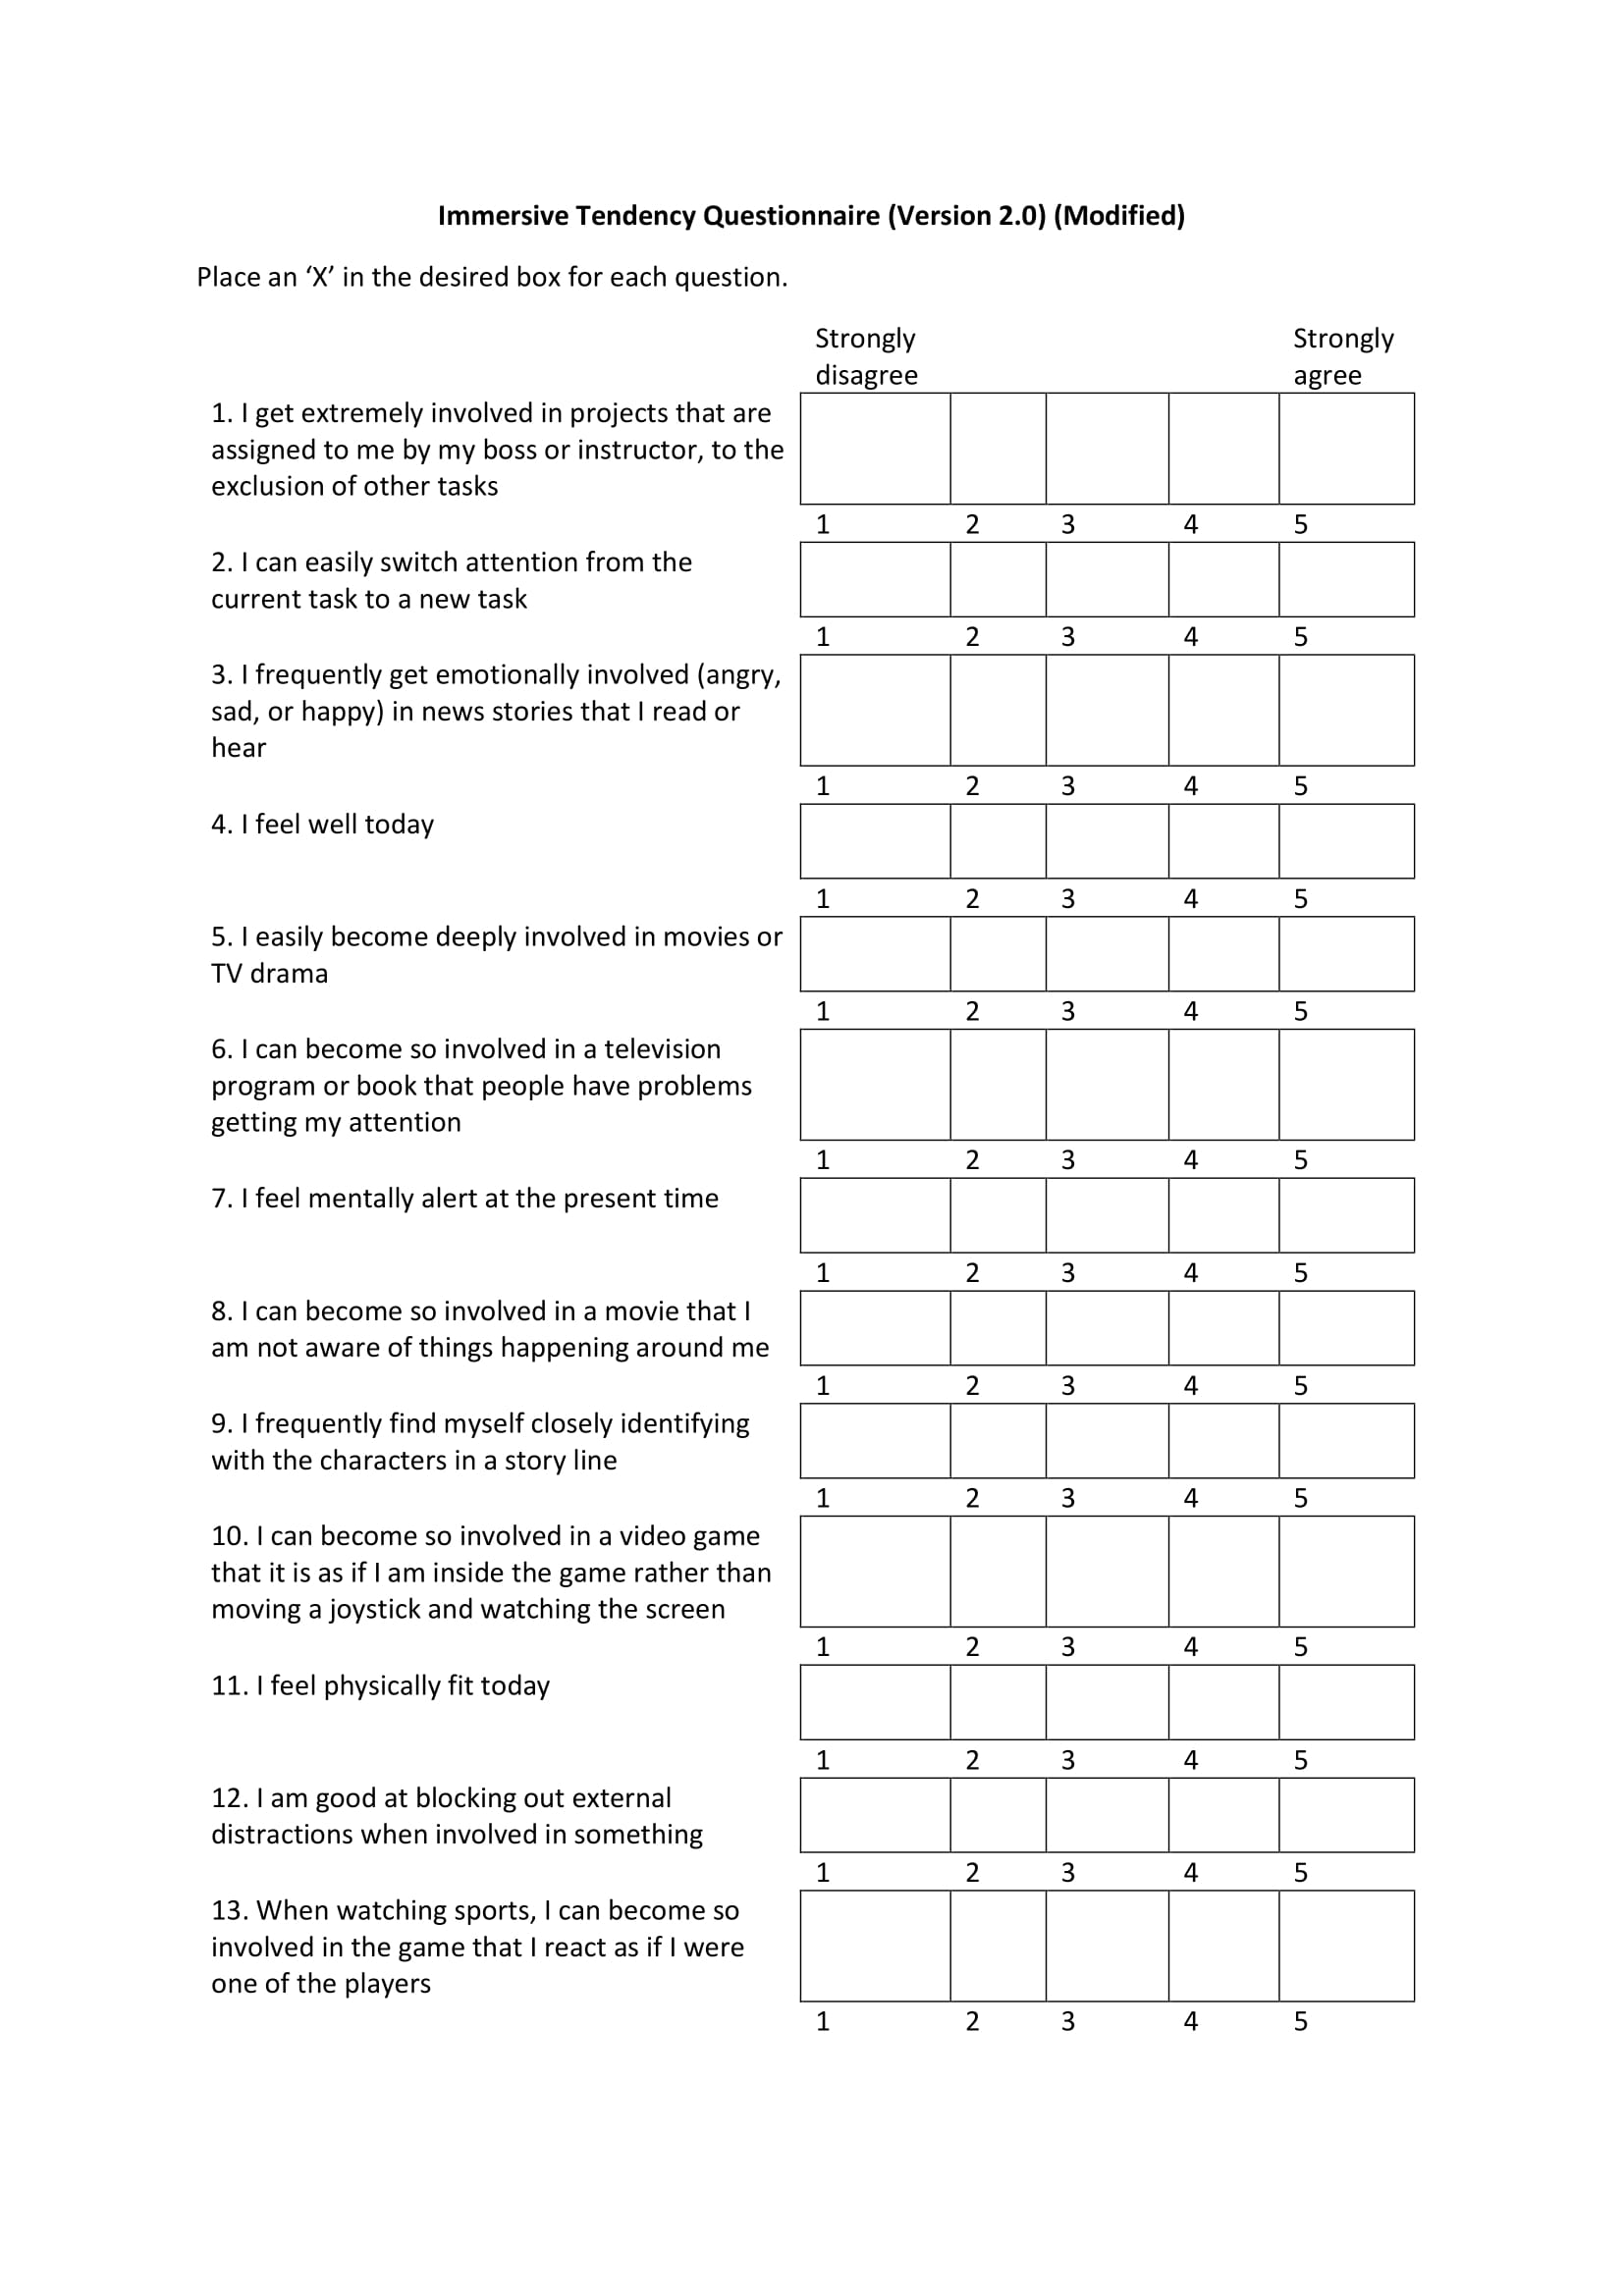 Immersive Tendency Questionnaire (Version 2.0) (Modified)
Place an ‘X’ in the desired box for each question.
Strongly disagree
Strongly agree
1. I get extremely involved in projects that are
assigned to me by my boss or instructor, to the
exclusion of other tasks
1 2 3 4 5
2. I can easily switch attention from the
current task to a new task
1 2 3 4 5
3. I frequently get emotionally involved (angry,
sad, or happy) in news stories that I read or
hear
1 2 3 4 5
4. I feel well today
1 2 3 4 5
5. I easily become deeply involved in movies or
TV drama
1 2 3 4 5
6. I can become so involved in a television
program or book that people have problems
getting my attention
1 2 3 4 5
7. I feel mentally alert at the present time
1 2 3 4 5
8. I can become so involved in a movie that I
am not aware of things happening around me
1 2 3 4 5
9. I frequently find myself closely identifying
with the characters in a story line
1 2 3 4 5
10. I can become so involved in a video game
that it is as if I am inside the game rather than
moving a joystick and watching the screen
1 2 3 4 5
11. I feel physically fit today
1 2 3 4 5
12. I am good at blocking out external
distractions when involved in something
1 2 3 4 5
13. When watching sports, I can become so
involved in the game that I react as if I were
one of the players
1 2 3 4 5